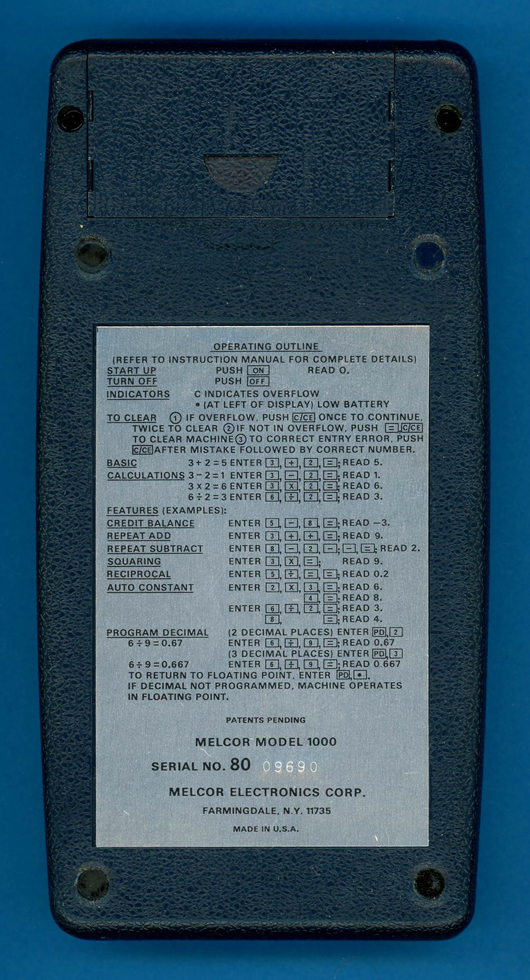 OPERATING OUTLINE
(REFER TO INSTRUCTION MANUAL FOR COMPLETE DETAILS)
START UP PUSH ON READ O.
TURN OFF PUSH OFF
INDICATORS C INDICATES OVERFLOW
• (AT LEFT OF DISPLAY) LOW BATTERY
TO CLEAR ① IF OVERFLOW, PUSH C/CE ONCE TO CONTINUE,
TWICE TO CLEAR ② IF NOT IN OVERFLOW, PUSH =, C/CE
TO CLEAR MACHINE ③ TO CORRECT ENTRY ERROR, PUSH
C/CE AFTER MISTAKE FOLLOWED BY CORRECT NUMBER.
BASIC 3 + 2 = 5 ENTER 3, +, 2, =; READ 5.
CALCULATIONS 3 − 2 = 1 ENTER 3, −, 2, =; READ 1.
3 x 2 = 6 ENTER 3, X, 2, =; READ 6.
6 ÷ 2 = 3 ENTER 6, ÷, 2, =; READ 3.
FEATURES (EXAMPLES):
CREDIT BALANCE ENTER 5, −, 8, =; READ −3.
REPEAT ADD ENTER 3, +, +, =; READ 9.
REPEAT SUBTRACT ENTER 8, −, 2, −, −, =; READ 2.
SQUARING ENTER 3, X, =; READ 9.
RECIPROCAL ENTER 5, ÷, =, =; READ 0.2
AUTO CONSTANT ENTER 2, X, 3, =; READ 6.
4, =; READ 8.
ENTER 6, ÷, 2, =; READ 3.
8, =; READ 4.
PROGRAM DECIMAL (2 DECIMAL PLACES) ENTER PD, 2
6 ÷ 9 = 0.67 ENTER 6, ÷, 9, =; READ 0.67
(3 DECIMAL PLACES) ENTER PD, 3
6 ÷ 9 = 0.667 ENTER 6, ÷, 9, =; READ 0.667
TO RETURN TO FLOATING POINT, ENTER PD, •.
IF DECIMAL NOT PROGRAMMED, MACHINE OPERATES
IN FLOATING POINT.
PATENTS PENDING
MELCOR MODEL 1000
SERIAL NO. 80 09690
MELCOR ELECTRONICS CORP.
FARMINGDALE, N.Y. 11735
MADE IN U.S.A.